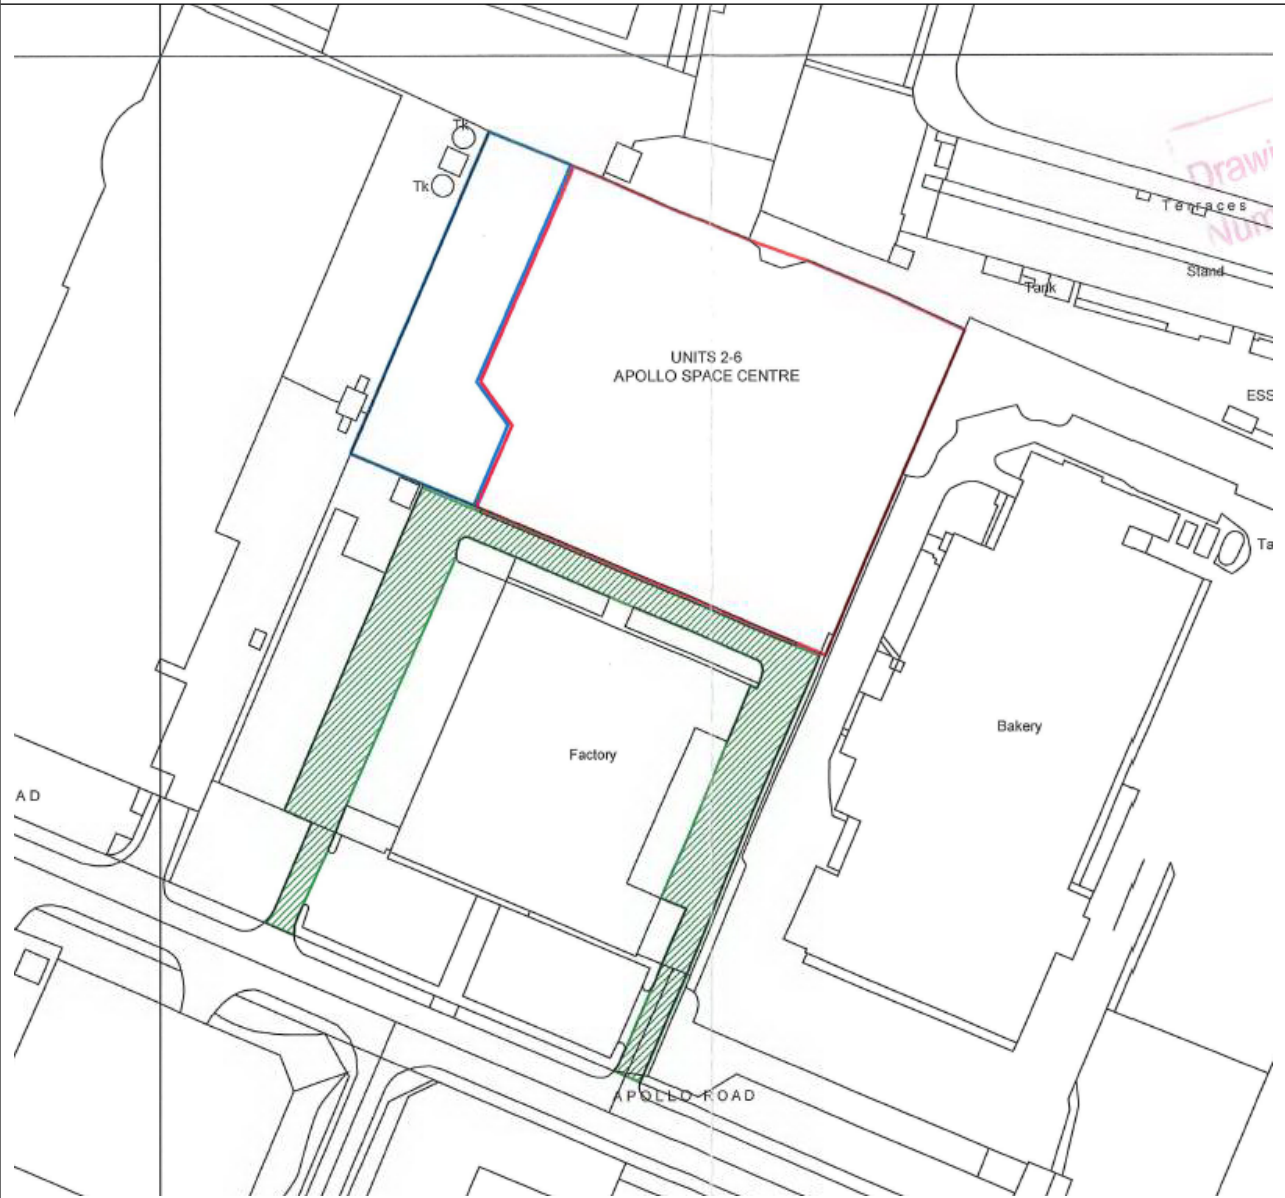 Tk
Tk
Drawi
Num
Terraces
Stand
Tank
UNITS 2-6
APOLLO SPACE CENTRE
ESS
Ta
Bakery
Factory
AD
APOLLO ROAD